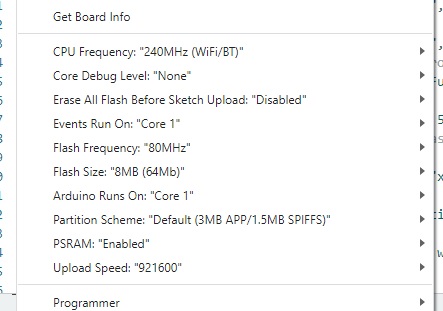 Get Board Info
CPU Frequency: "240MHz (WiFi/BT)"
Core Debug Level: "None"
Erase All Flash Before Sketch Upload: "Disabled"
Events Run On: "Core 1"
Flash Frequency: "80MHz"
Flash Size: "8MB (64Mb)"
Arduino Runs On: "Core 1"
Partition Scheme: "Default (3MB APP/1.5MB SPIFFS)"
PSRAM: "Enabled"
Upload Speed: "921600"
Programmer